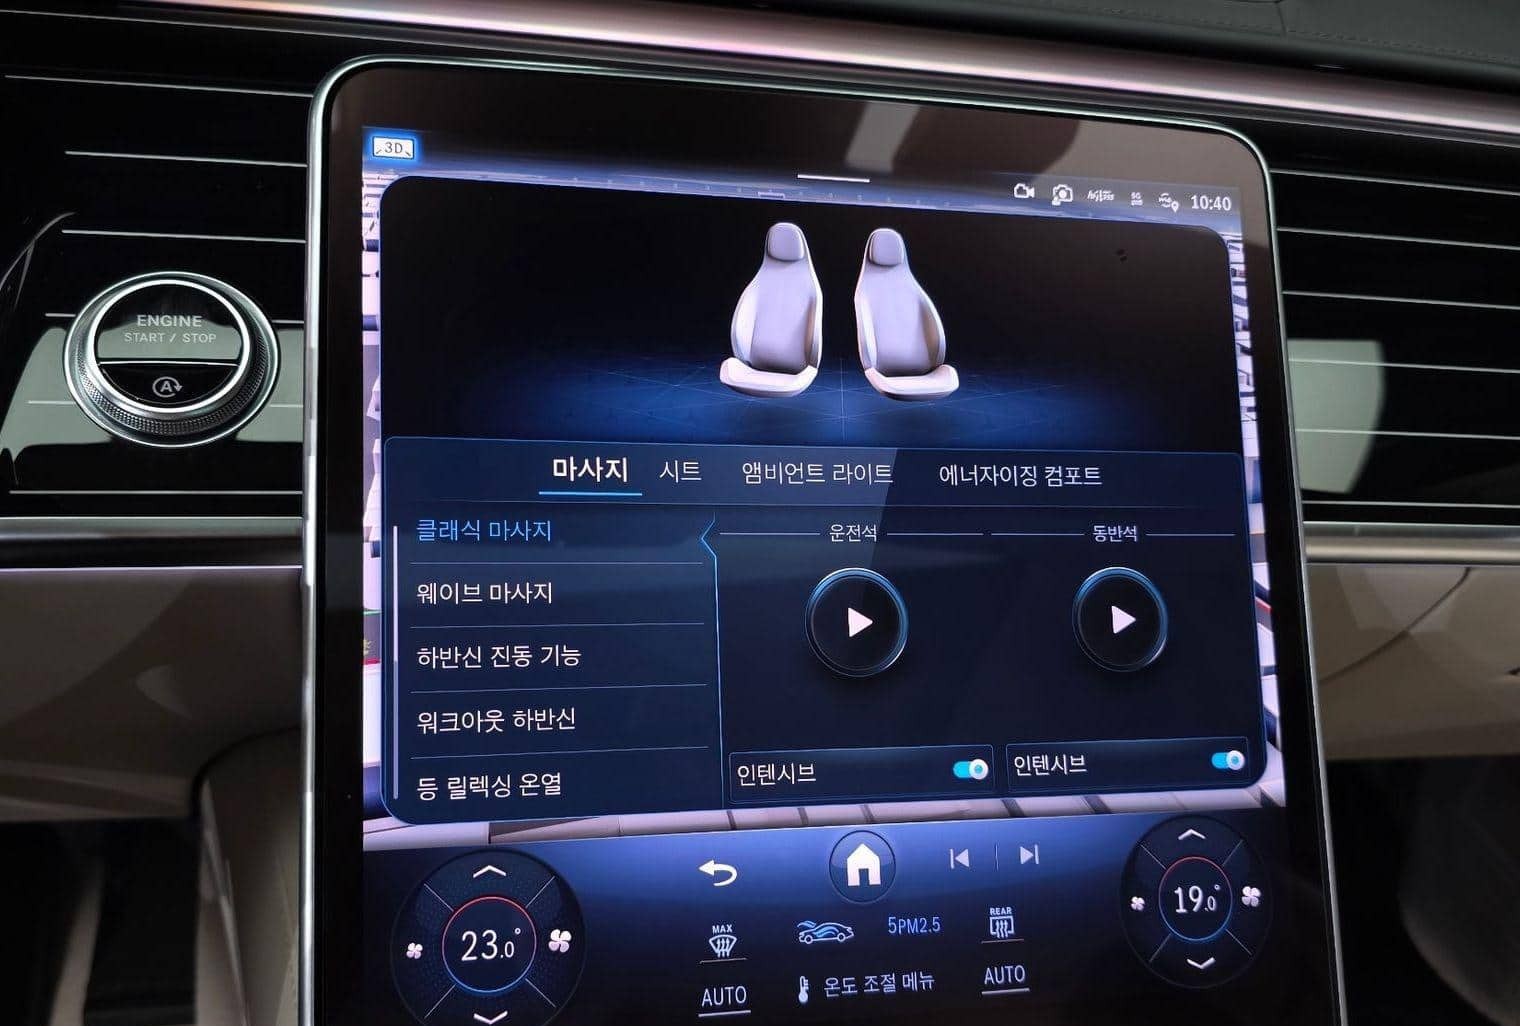 3D
10:40
ENGINE
START / STOP
A
마사지 시트 앰비언트 라이트 에너자이징 컴포트
클래식 마사지
웨이브 마사지
하반신 진동 기능
워크아웃 하반신
등 릴렉싱 온열
운전석 동반석
인텐시브 인텐시브
23.0° 19.0°
MAX
5PM2.5
REAR
AUTO
온도 조절 메뉴
AUTO